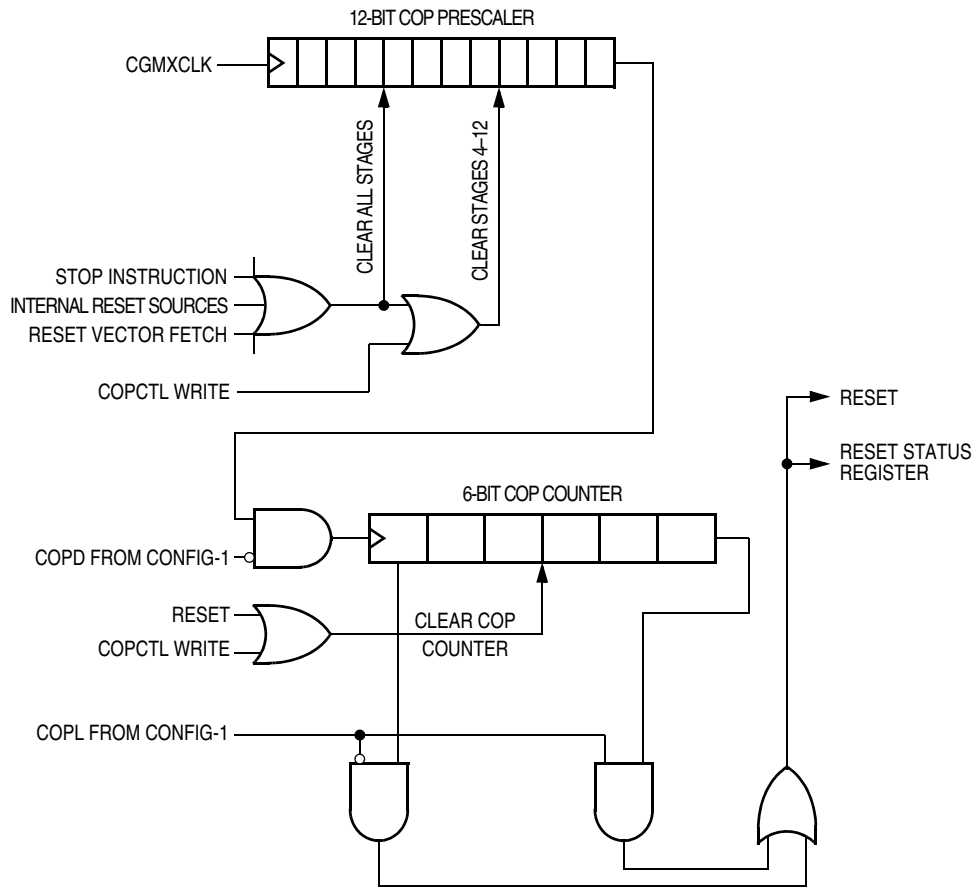 12-BIT COP PRESCALER
CGMXCLK
CLEAR ALL STAGES
CLEAR STAGES 4–12
STOP INSTRUCTION
INTERNAL RESET SOURCES
RESET VECTOR FETCH
COPCTL WRITE
RESET
RESET STATUS
REGISTER
6-BIT COP COUNTER
COPD FROM CONFIG-1
RESET
COPCTL WRITE
CLEAR COP
COUNTER
COPL FROM CONFIG-1